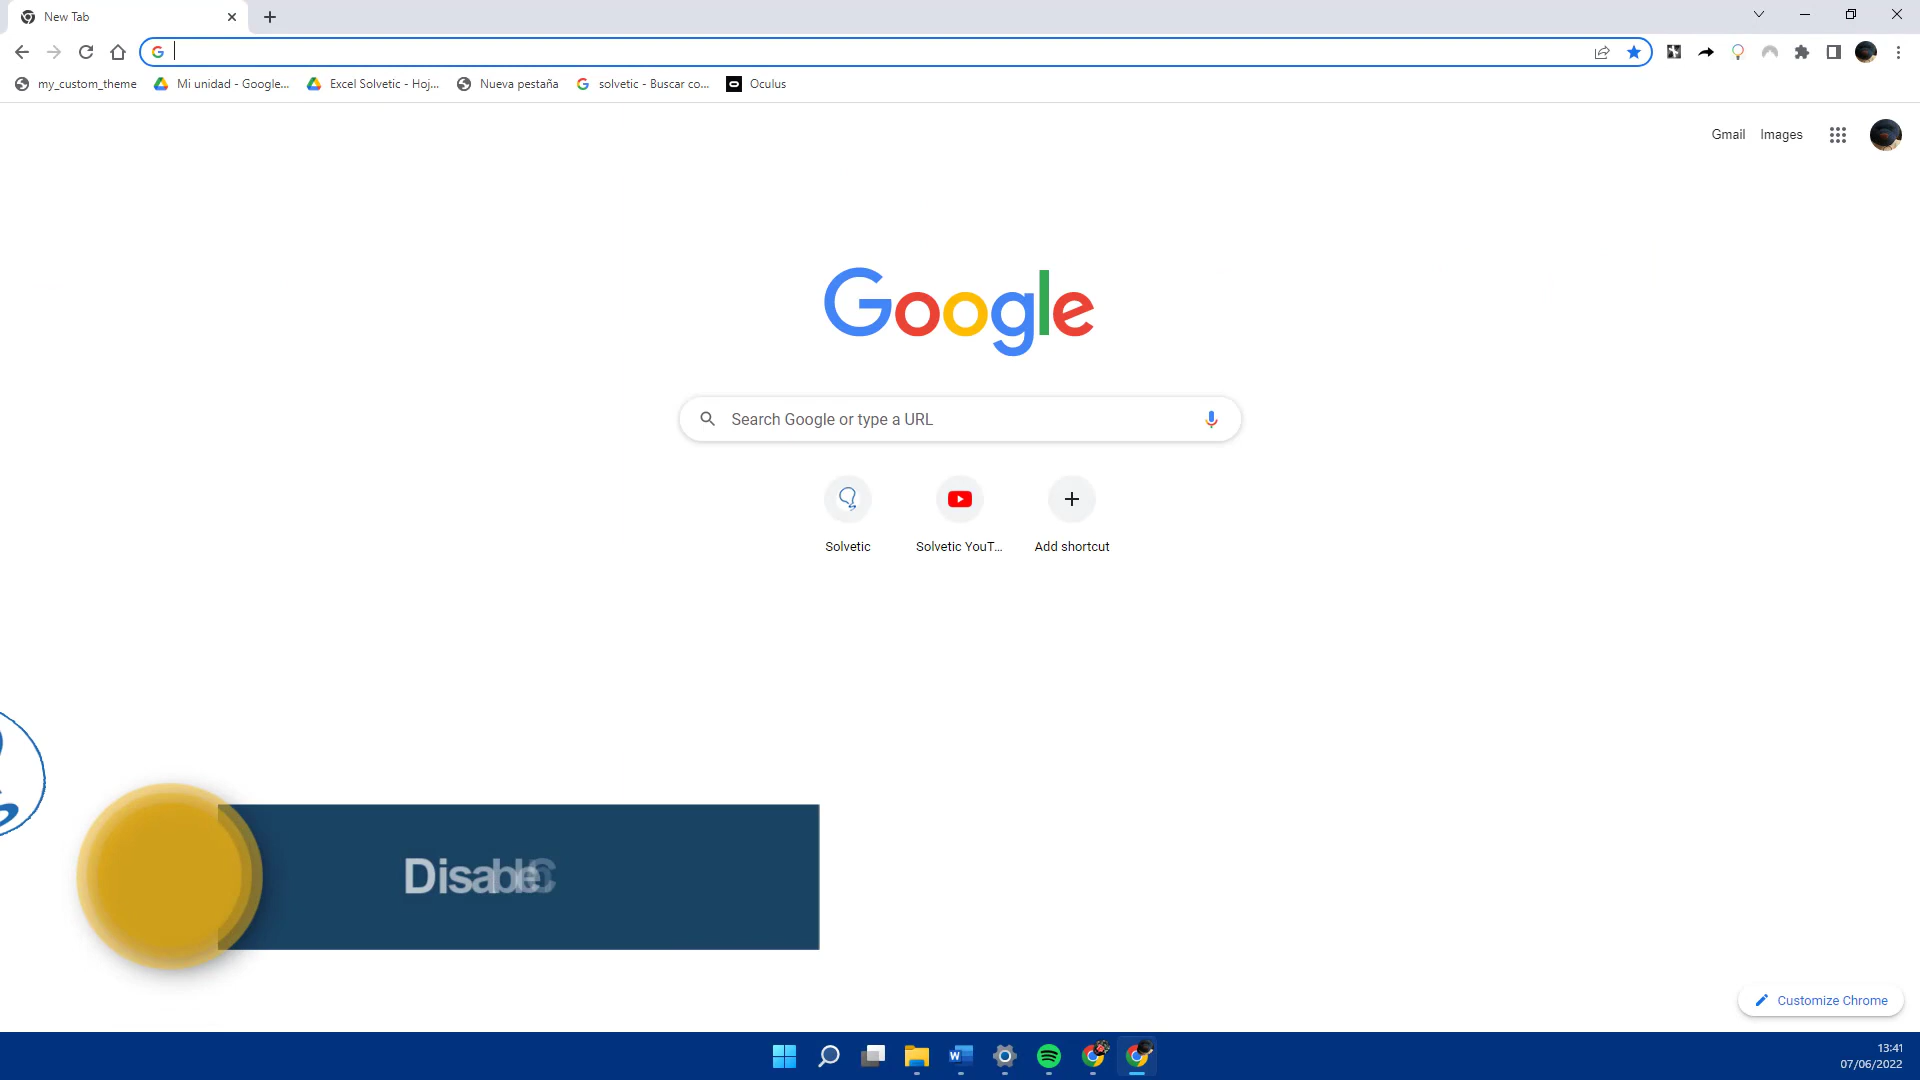 New Tab
my_custom_theme
Mi unidad - Google...
Excel Solvetic - Hoj...
Nueva pestaña
solvetic - Buscar co...
Oculus
Gmail
Images
Google
Search Google or type a URL
Solvetic
Solvetic YouT...
Add shortcut
Disable
Customize Chrome
13:41
07/06/2022